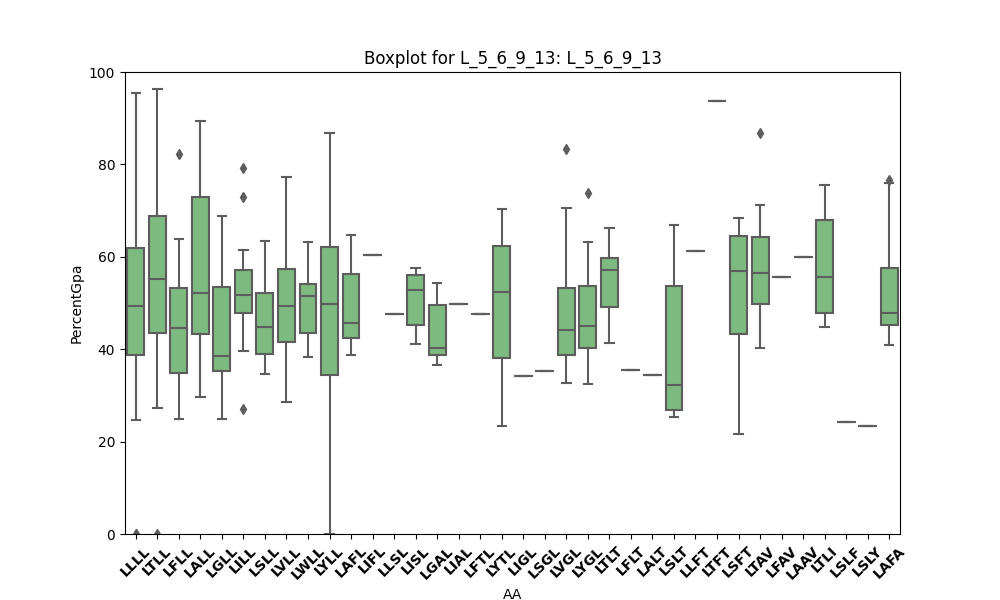 Boxplot for L_5_6_9_13: L_5_6_9_13
100
80
60
40
20
0
PercentGpa
LLLL
LTLL
LFLL
LALL
LGLL
LILL
LSLL
LVLL
LWLL
LYLL
LAFL
LIFL
LLSL
LISL
LGAL
LIAL
LFTL
LYTL
LIGL
LSGL
LVGL
LYGL
LTLT
LFLT
LALT
LSLT
LLFT
LTFT
LSFT
LTAV
LFAV
LAAV
LTLI
LSLF
LSLY
LAFA
AA